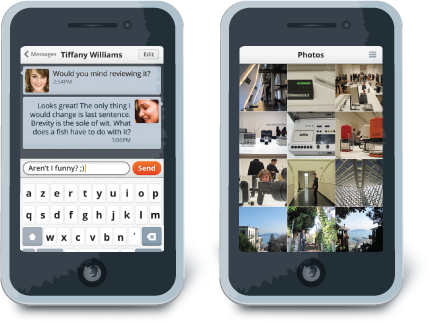 Messages Tiffany Williams Edit
Would you mind reviewing it?
2:54PM
Looks great! The only thing I
would change is last sentence.
Brevity is the sole of wit. What
does a fish have to do with it?
3:06PM
Aren't I funny? ;) Send
a z e r t y u i o p
q s d f g h j k l m
w x c v b n '
Photos